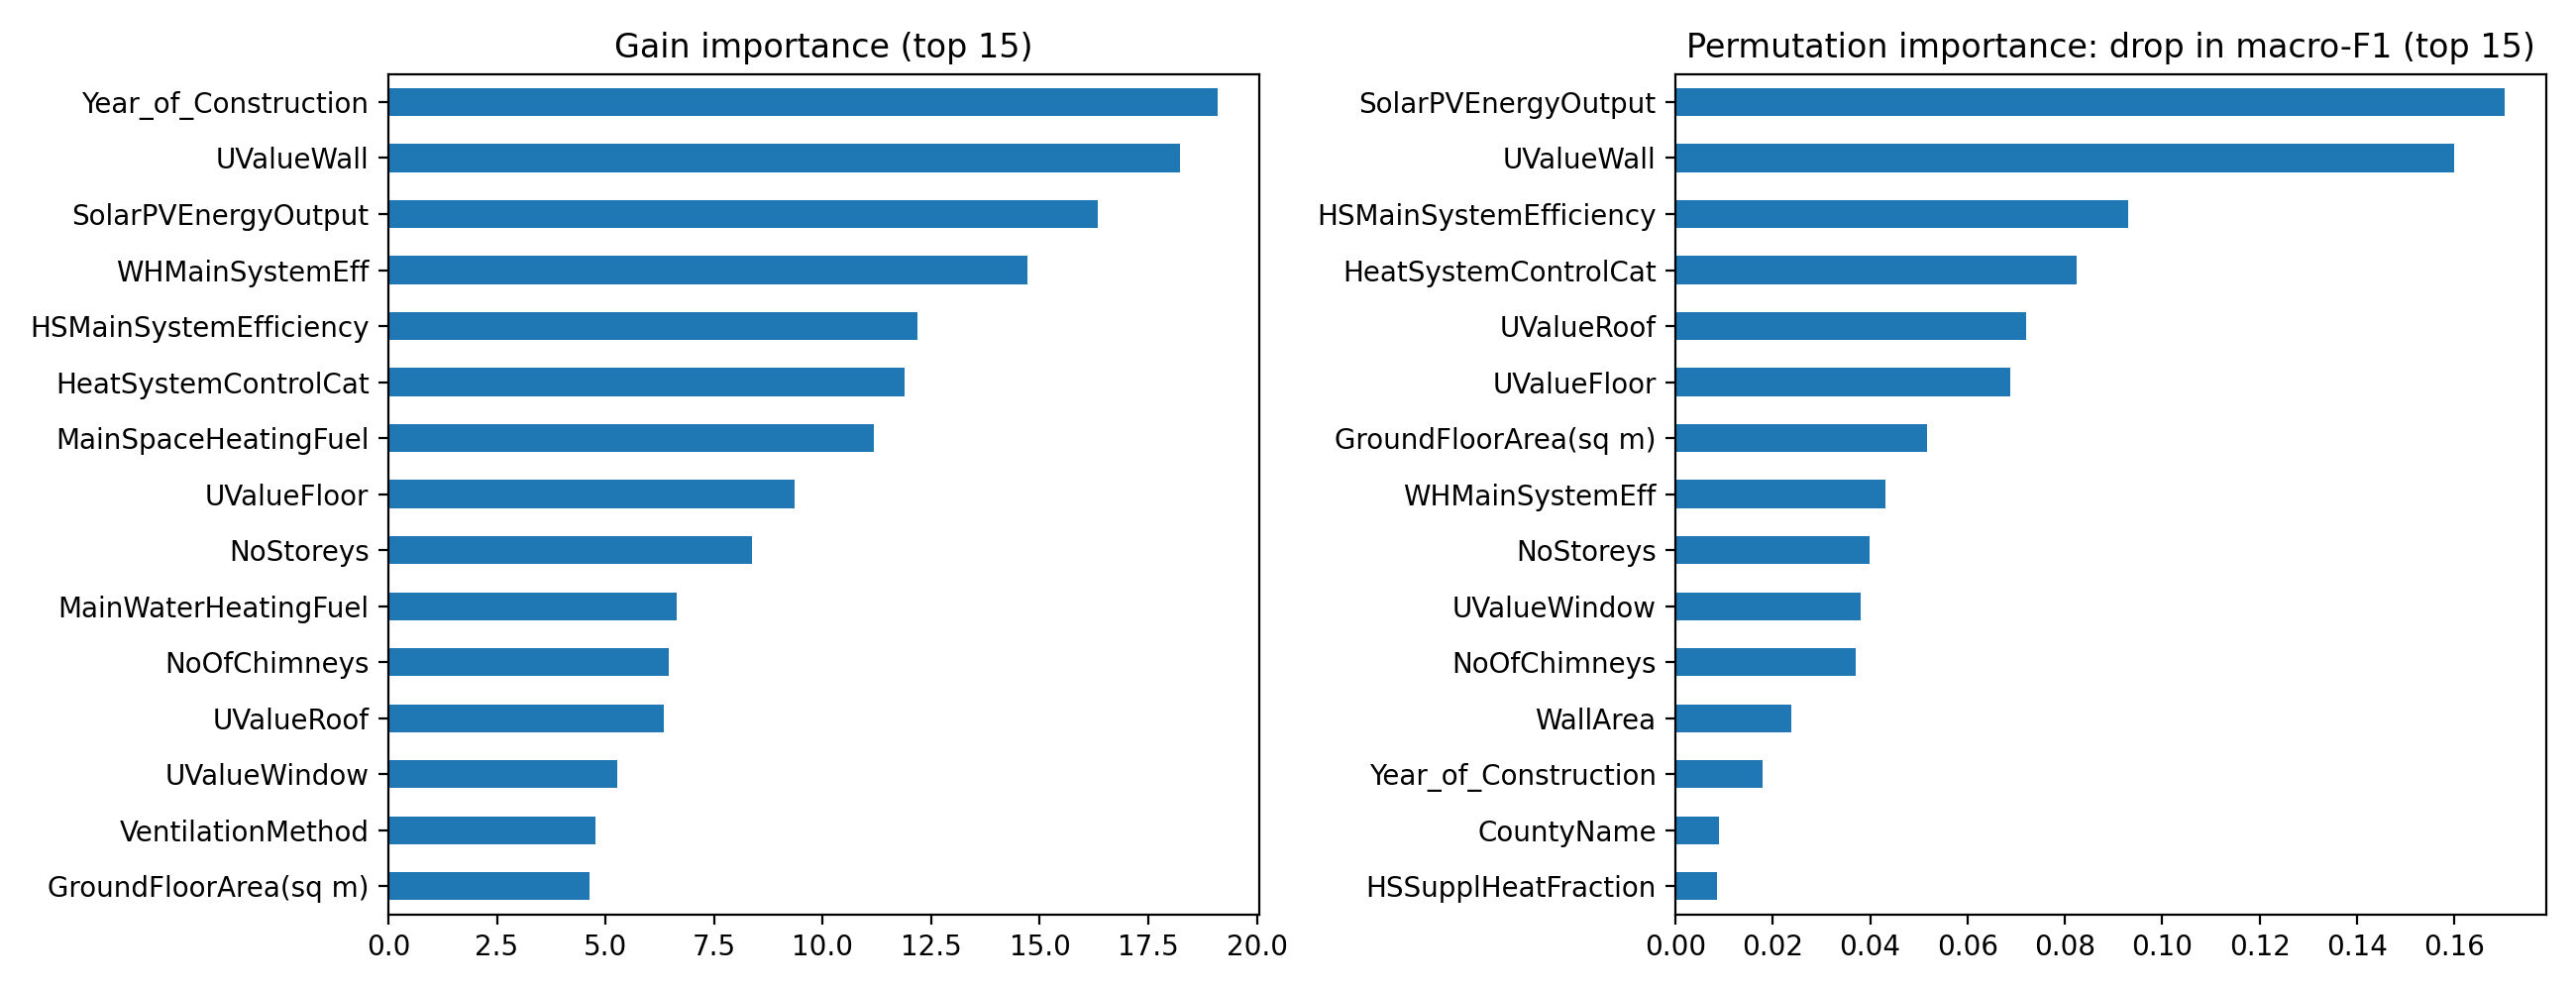 Gain importance (top 15)
Year_of_Construction
UValueWall
SolarPVEnergyOutput
WHMainSystemEff
HSMainSystemEfficiency
HeatSystemControlCat
MainSpaceHeatingFuel
UValueFloor
NoStoreys
MainWaterHeatingFuel
NoOfChimneys
UValueRoof
UValueWindow
VentilationMethod
GroundFloorArea(sq m)
0.0 2.5 5.0 7.5 10.0 12.5 15.0 17.5 20.0
Permutation importance: drop in macro-F1 (top 15)
SolarPVEnergyOutput
UValueWall
HSMainSystemEfficiency
HeatSystemControlCat
UValueRoof
UValueFloor
GroundFloorArea(sq m)
WHMainSystemEff
NoStoreys
UValueWindow
NoOfChimneys
WallArea
Year_of_Construction
CountyName
HSSupplHeatFraction
0.00 0.02 0.04 0.06 0.08 0.10 0.12 0.14 0.16